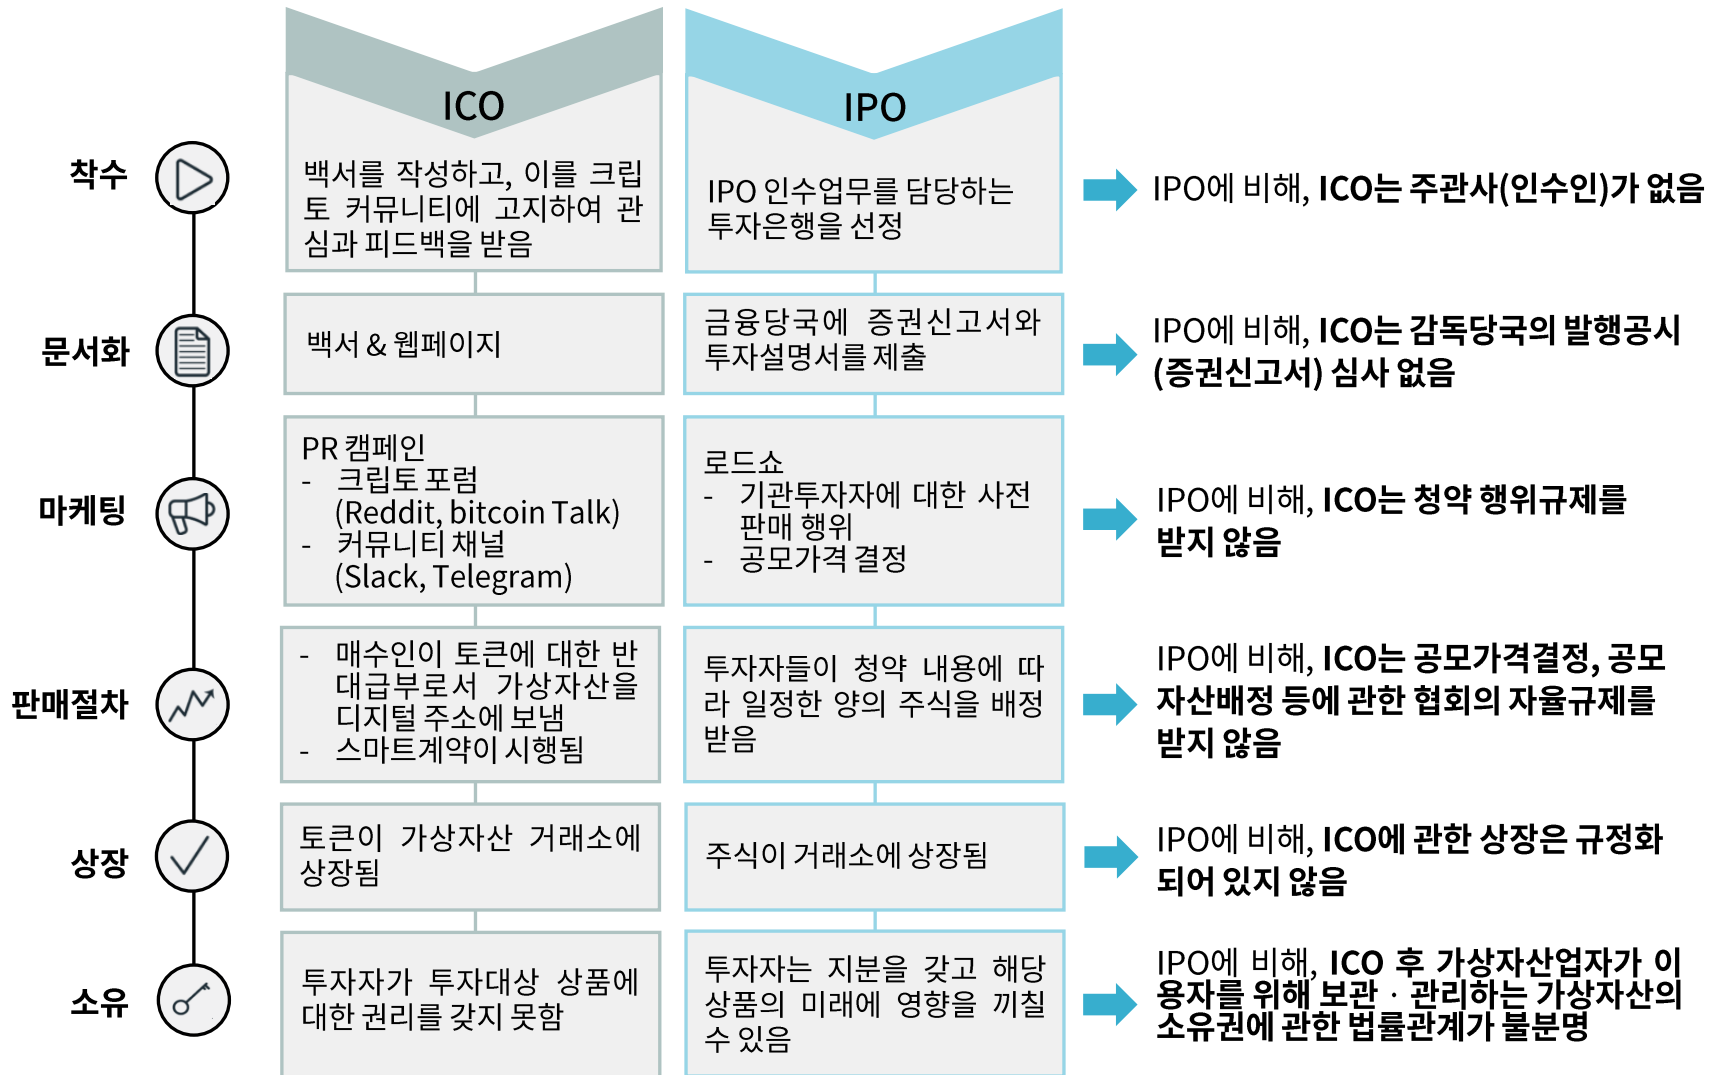 ICO
IPO
착수
백서를 작성하고, 이를 크립
토 커뮤니티에 고지하여 관
심과 피드백을 받음
IPO 인수업무를 담당하는
투자은행을 선정
IPO에 비해, ICO는 주관사(인수인)가 없음
문서화
백서 & 웹페이지
금융당국에 증권신고서와
투자설명서를 제출
IPO에 비해, ICO는 감독당국의 발행공시
(증권신고서) 심사 없음
마케팅
PR 캠페인
- 크립토 포럼
(Reddit, bitcoin Talk)
- 커뮤니티 채널
(Slack, Telegram)
로드쇼
- 기관투자자에 대한 사전
판매 행위
- 공모가격 결정
IPO에 비해, ICO는 청약 행위규제를
받지 않음
판매절차
- 매수인이 토큰에 대한 반
대급부로서 가상자산을
디지털 주소에 보냄
- 스마트계약이 시행됨
투자자들이 청약 내용에 따
라 일정한 양의 주식을 배정
받음
IPO에 비해, ICO는 공모가격결정, 공모
자산배정 등에 관한 협회의 자율규제를
받지 않음
상장
토큰이 가상자산 거래소에
상장됨
주식이 거래소에 상장됨
IPO에 비해, ICO에 관한 상장은 규정화
되어 있지 않음
소유
투자자가 투자대상 상품에
대한 권리를 갖지 못함
투자자는 지분을 갖고 해당
상품의 미래에 영향을 끼칠
수 있음
IPO에 비해, ICO 후 가상자산업자가 이
용자를 위해 보관 · 관리하는 가상자산의
소유권에 관한 법률관계가 불분명